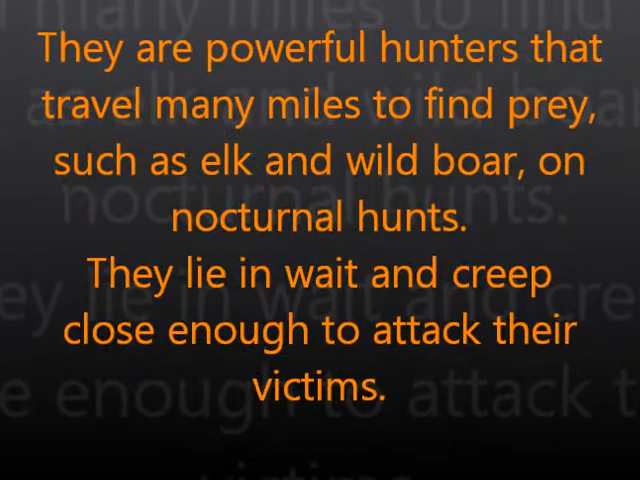 They are powerful hunters that
travel many miles to find prey,
such as elk and wild boar, on
nocturnal hunts.
They lie in wait and creep
close enough to attack their
victims.